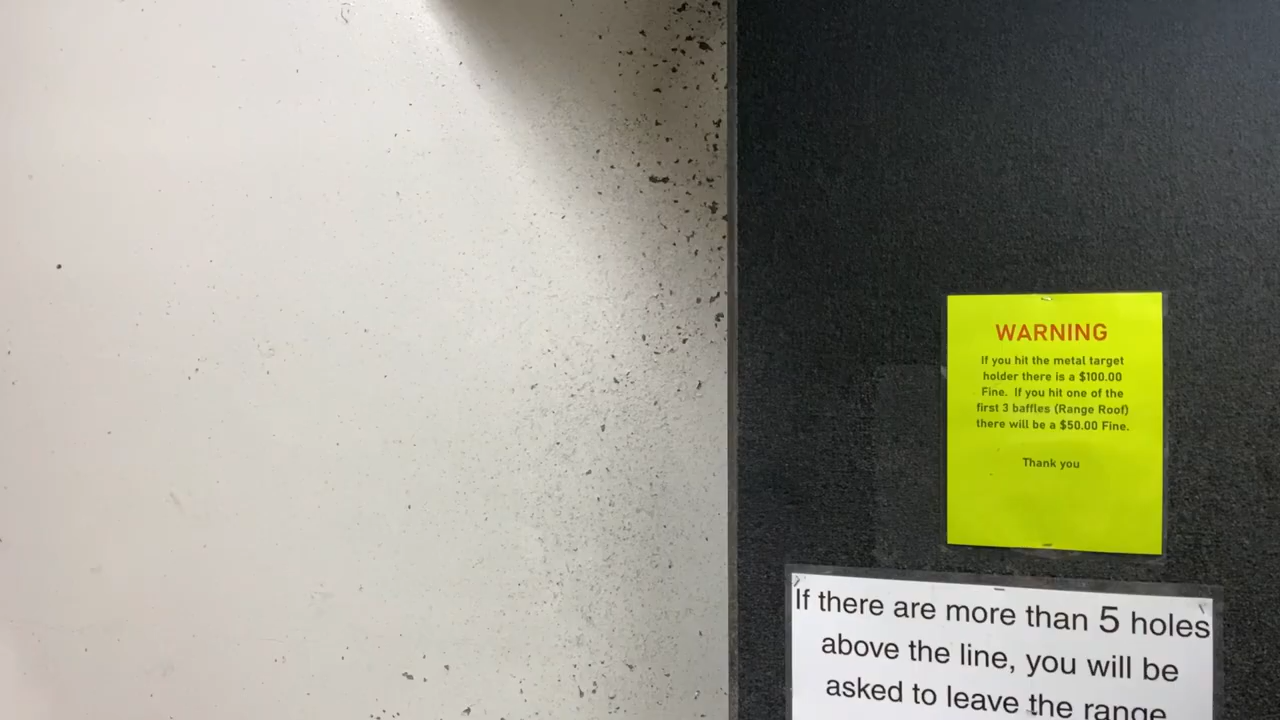 WARNING
If you hit the metal target
holder there is a $100.00
Fine. If you hit one of the
first 3 baffles (Range Roof)
there will be a $50.00 Fine.
Thank you
If there are more than 5 holes
above the line, you will be
asked to leave the range